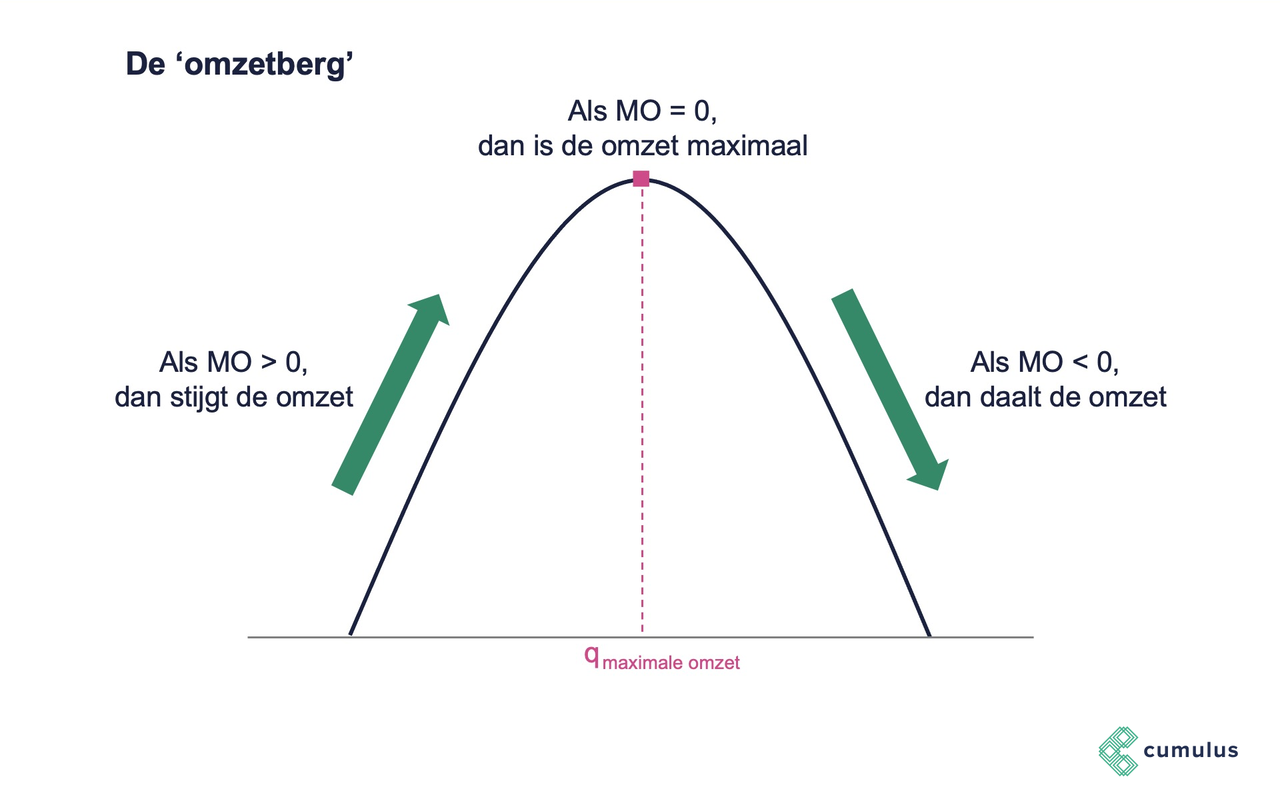 De ‘omzetberg’
Als MO = 0,
dan is de omzet maximaal
Als MO > 0,
dan stijgt de omzet
Als MO < 0,
dan daalt de omzet
q maximale omzet
cumulus